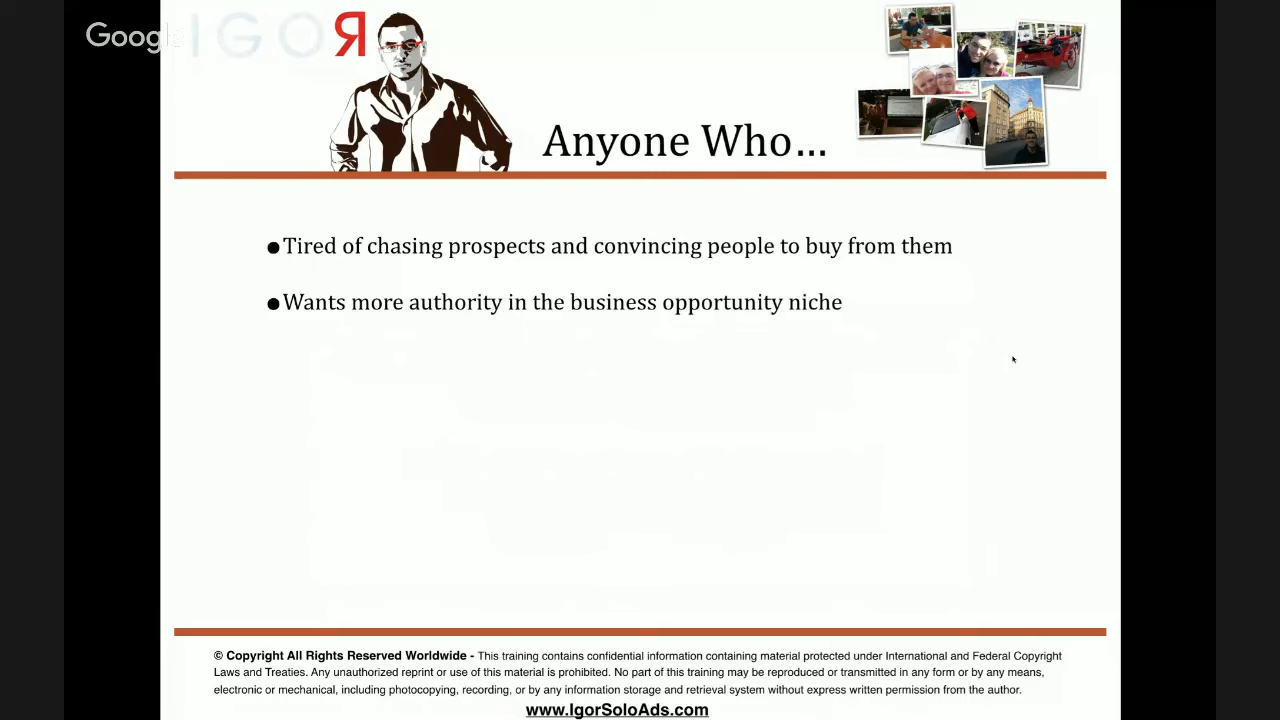 Google
IGOЯ
Anyone Who…
●Tired of chasing prospects and convincing people to buy from them
●Wants more authority in the business opportunity niche
© Copyright All Rights Reserved Worldwide - This training contains confidential information containing material protected under International and Federal Copyright
Laws and Treaties. Any unauthorized reprint or use of this material is prohibited. No part of this training may be reproduced or transmitted in any form or by any means,
electronic or mechanical, including photocopying, recording, or by any information storage and retrieval system without express written permission from the author.
www.IgorSoloAds.com